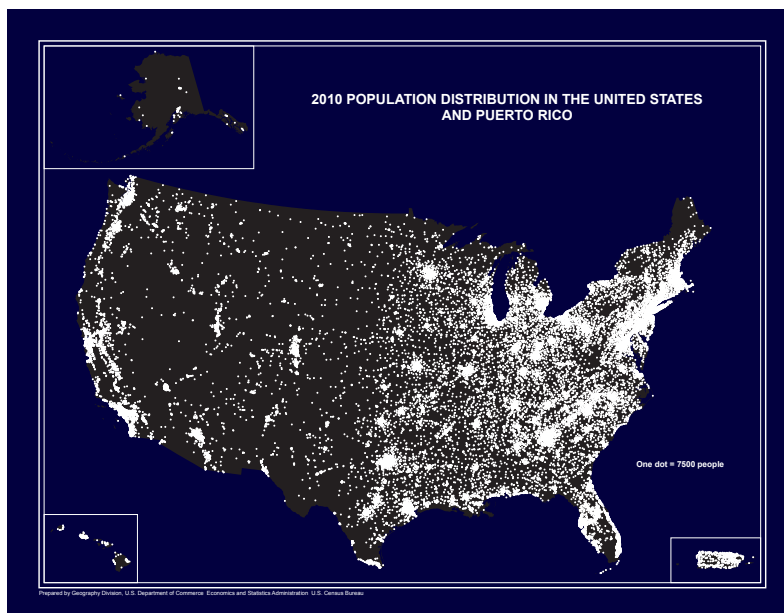 2010 POPULATION DISTRIBUTION IN THE UNITED STATES
AND PUERTO RICO
One dot = 7500 people
Prepared by Geography Division, U.S. Department of Commerce Economics and Statistics Administration U.S. Census Bureau